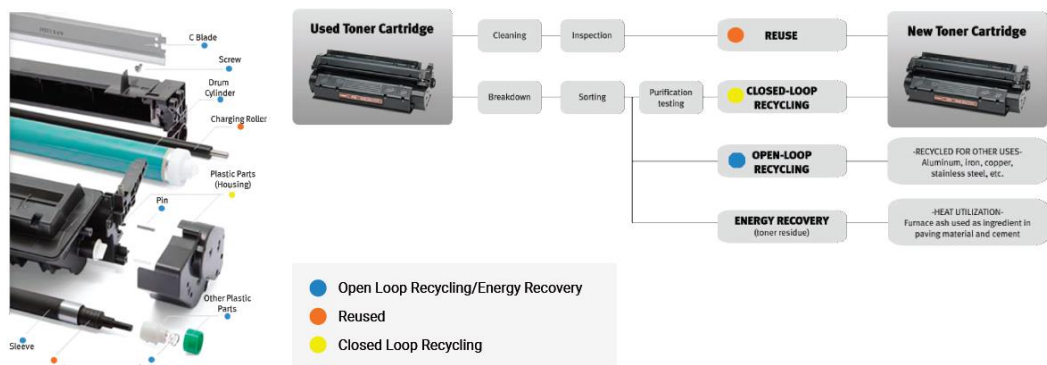 C Blade
Screw
Drum
Cylinder
Charging Roller
Plastic Parts
(Housing)
Pin
Other Plastic
Parts
Sleeve
Used Toner Cartridge
Cleaning
Inspection
REUSE
New Toner Cartridge
Breakdown
Sorting
Purification
testing
CLOSED-LOOP
RECYCLING
OPEN-LOOP
RECYCLING
-RECYCLED FOR OTHER USES-
Aluminum, iron, copper,
stainless steel, etc.
ENERGY RECOVERY
(toner residue)
-HEAT UTILIZATION-
Furnace ash used as ingredient in
paving material and cement
Open Loop Recycling/Energy Recovery
Reused
Closed Loop Recycling